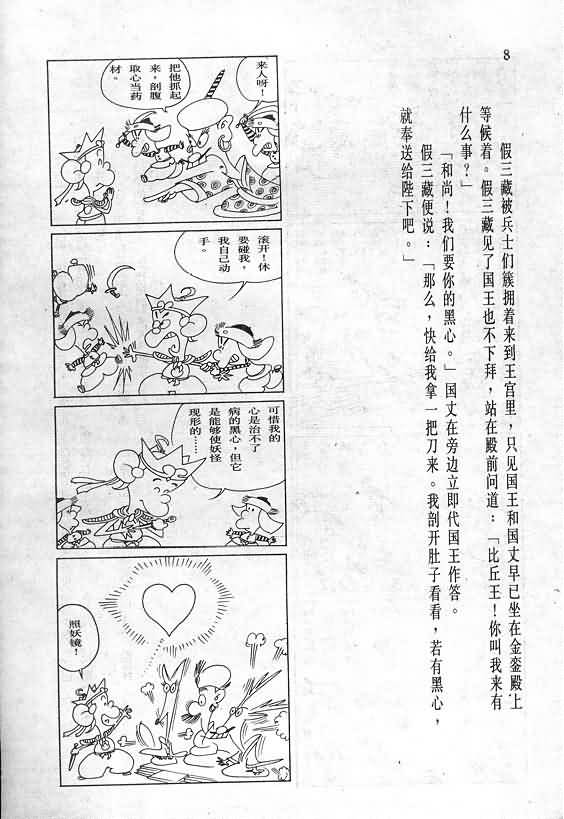 8
假三藏被兵士们簇拥着来到王宫里，只见国王和国丈早已坐在金銮殿上
等候着。假三藏见了国王也不下拜，站在殿前问道：「比丘王！你叫我来有
什么事？」
「和尚！我们要你的黑心。」国丈在旁边立即代国王作答。
假三藏便说：「那么，快给我拿一把刀来。我剖开肚子看看，若有黑心，
就奉送给陛下吧。」
来人呀！
把他抓起
来，剖腹
取心当药
材。
滚开！休
要碰我，
我自己动
手。
可惜我的
心是治不了
病的黑心，但它
是能够使妖怪
现形的……
照妖镜！